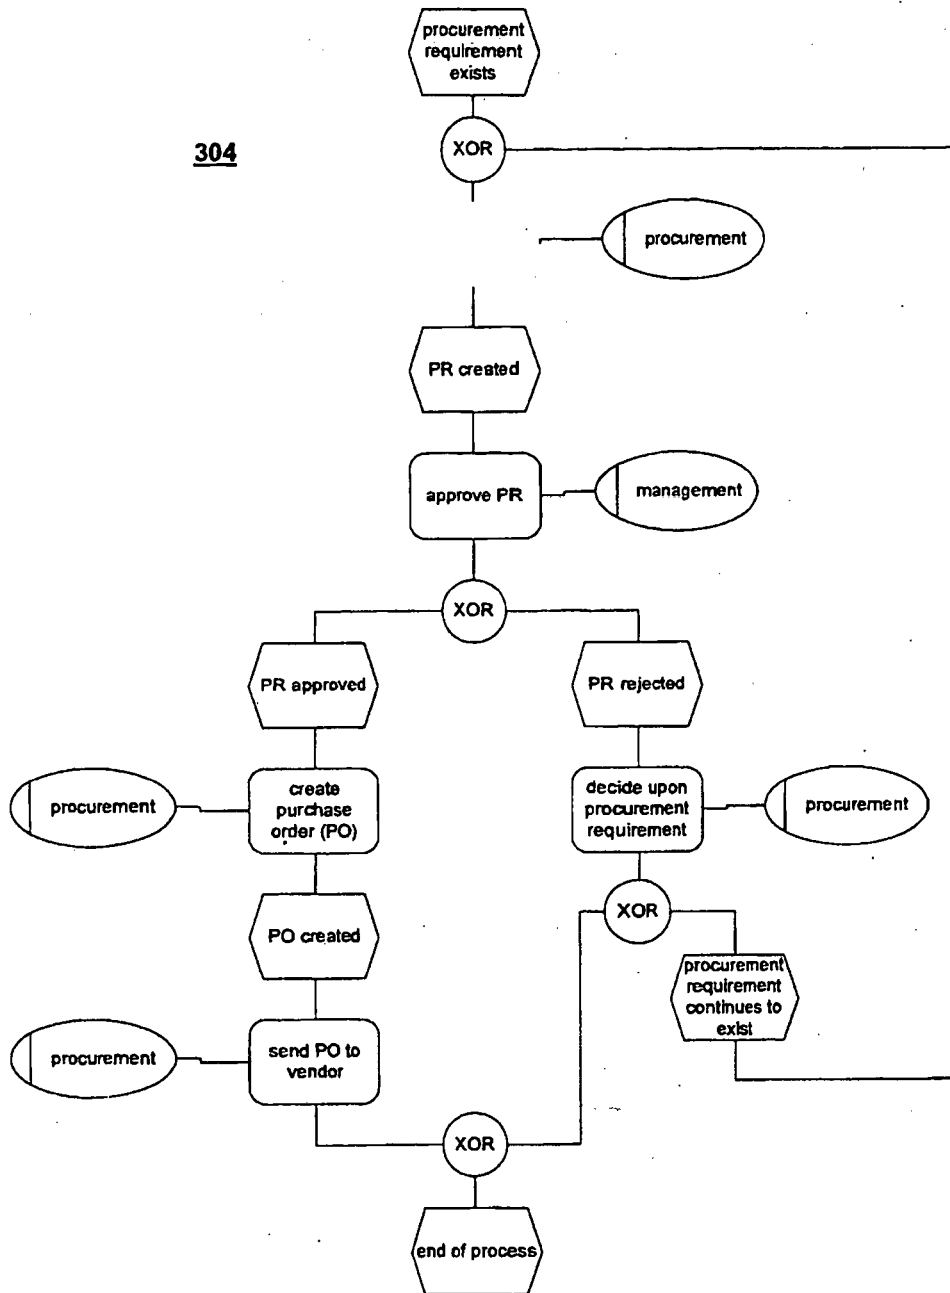 procurement
requirement
exists
304
XOR
procurement
PR created
approve PR
management
XOR
PR approved
PR rejected
procurement
create
purchase
order (PO)
decide upon
procurement
requirement
procurement
XOR
PO created
procurement
requirement
continues to
exist
procurement
send PO to
vendor
XOR
end of process